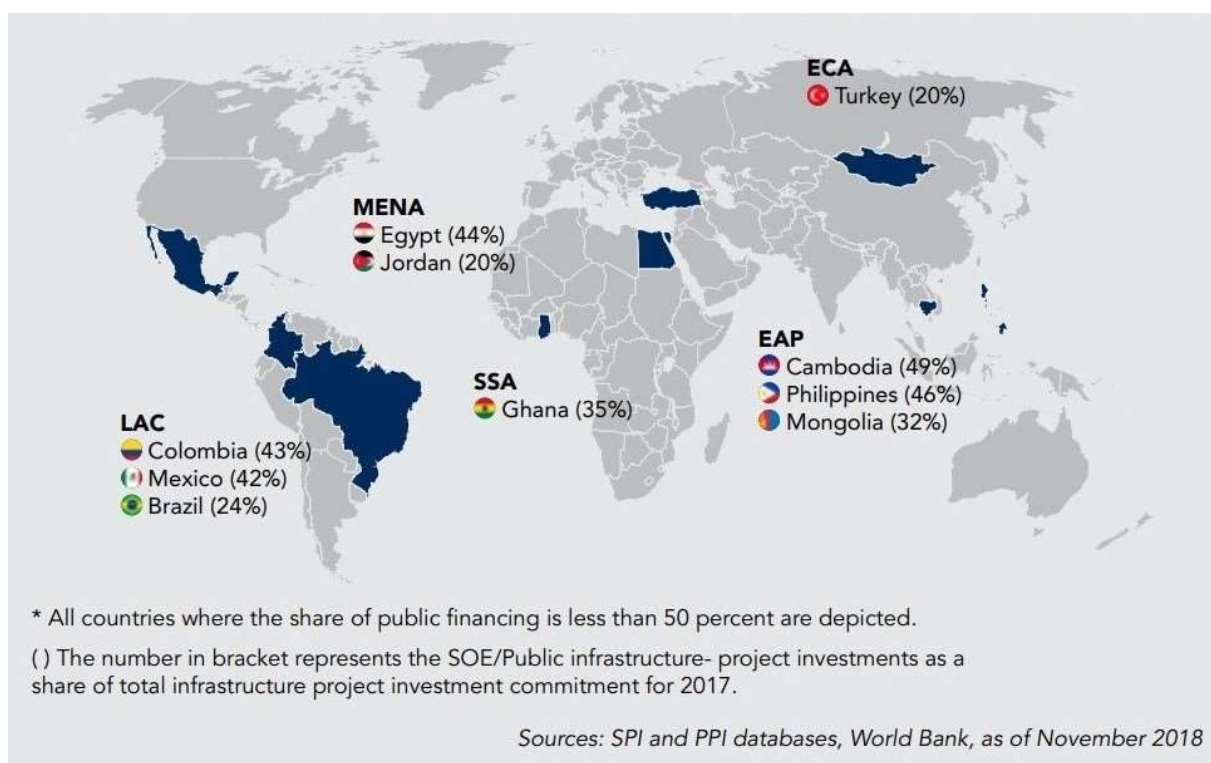 ECA
Turkey (20%)
MENA
Egypt (44%)
Jordan (20%)
EAP
Cambodia (49%)
Philippines (46%)
Mongolia (32%)
SSA
Ghana (35%)
LAC
Colombia (43%)
Mexico (42%)
Brazil (24%)
* All countries where the share of public financing is less than 50 percent are depicted.
( ) The number in bracket represents the SOE/Public infrastructure- project investments as a
share of total infrastructure project investment commitment for 2017.
Sources: SPI and PPI databases, World Bank, as of November 2018